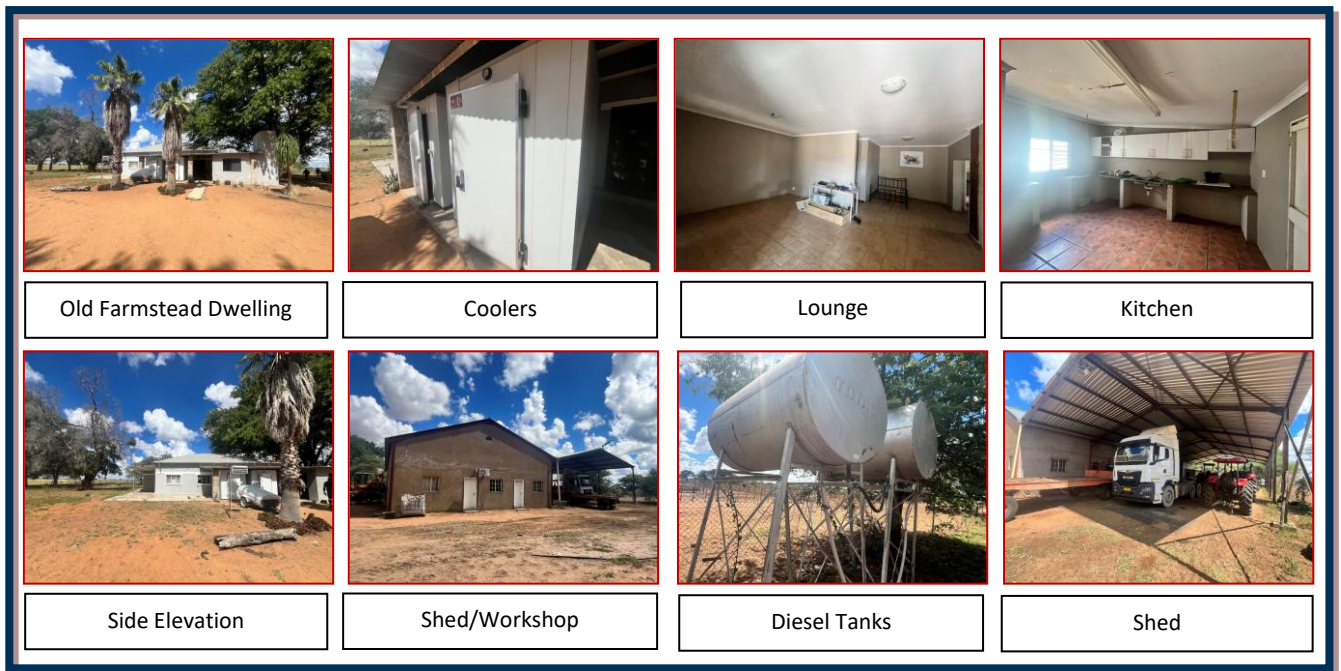 Old Farmstead Dwelling
Coolers
Lounge
Kitchen
Side Elevation
Shed/Workshop
Diesel Tanks
Shed